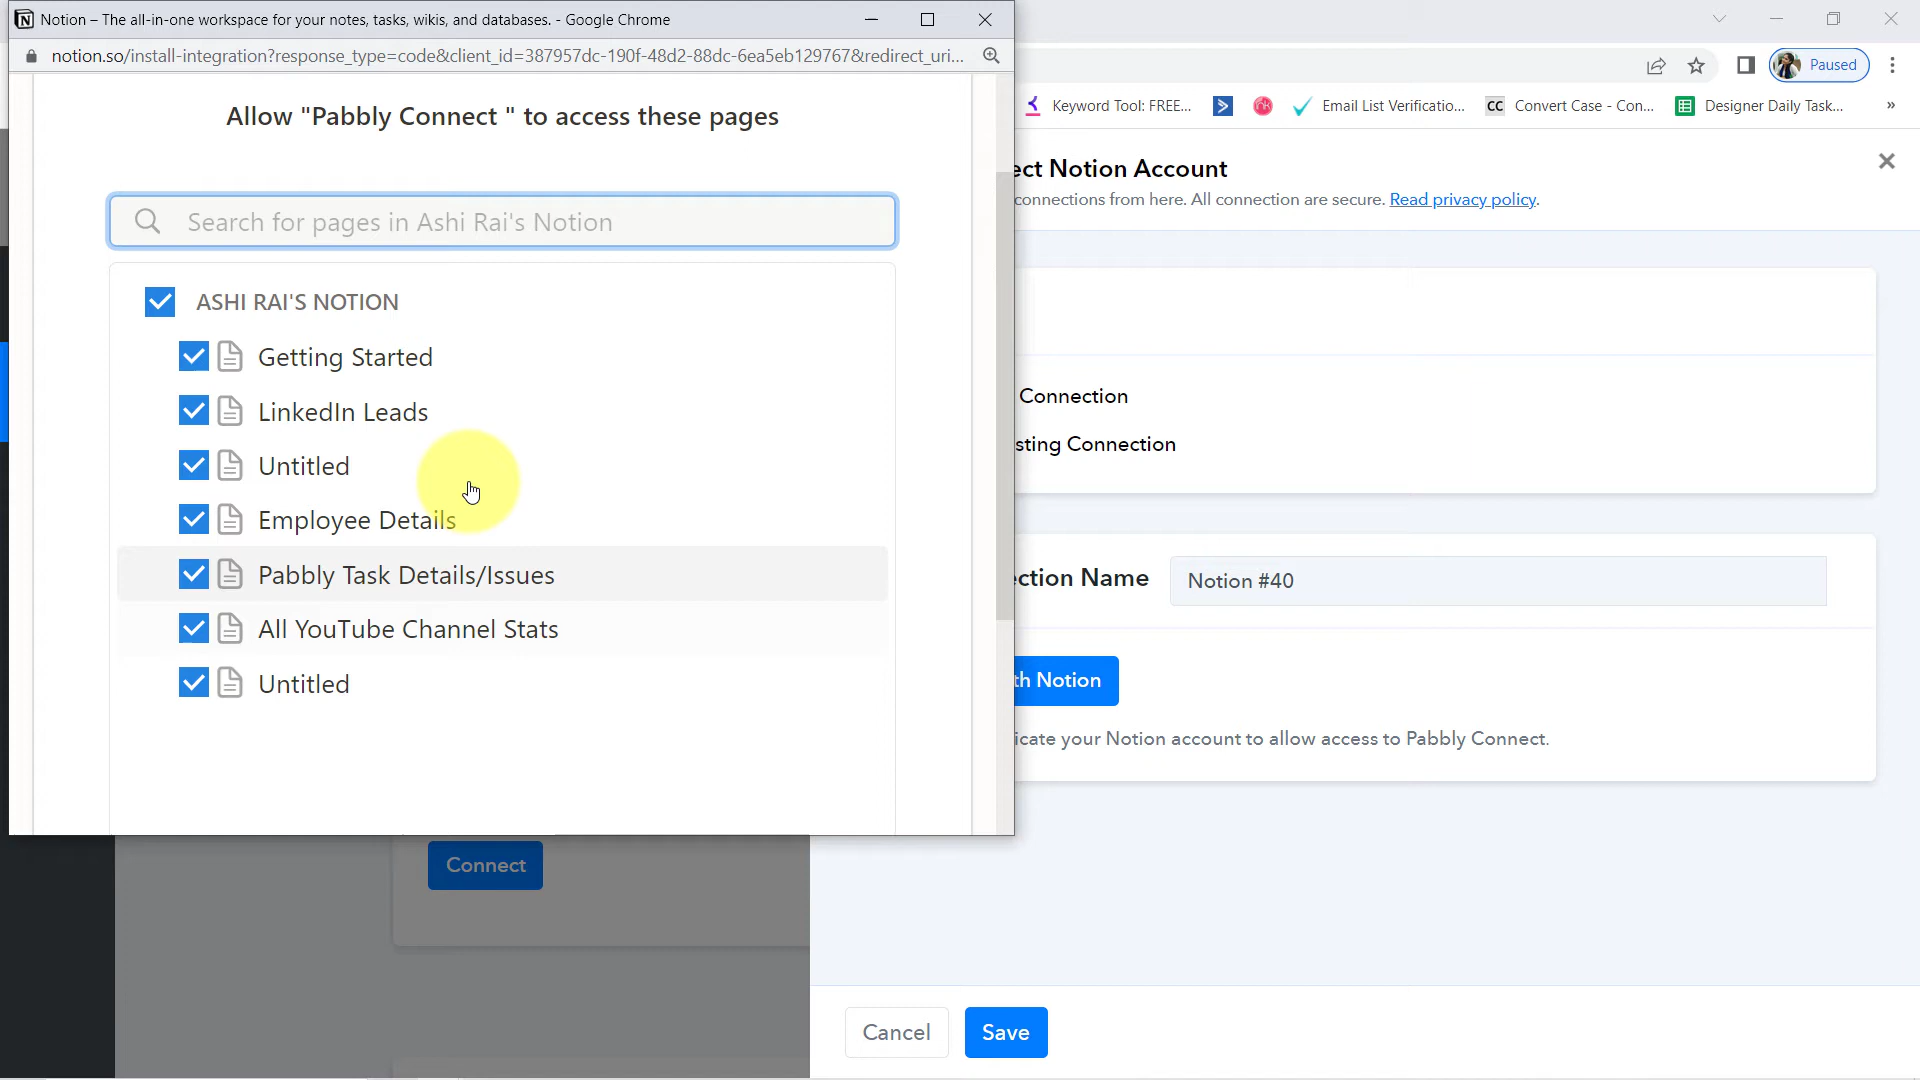 Notion – The all-in-one workspace for your notes, tasks, wikis, and databases. - Google Chrome
notion.so/install-integration?response_type=code&client_id=387957dc-190f-48d2-88dc-6ea5eb129767&redirect_uri...
Paused
Keyword Tool: FREE...
Email List Verificatio...
CC Convert Case - Con...
Designer Daily Task...
»
Allow "Pabbly Connect " to access these pages
Search for pages in Ashi Rai's Notion
ASHI RAI'S NOTION
Getting Started
LinkedIn Leads
Untitled
Employee Details
Pabbly Task Details/Issues
All YouTube Channel Stats
Untitled
ect Notion Account
connections from here. All connection are secure. Read privacy policy.
Connection
sting Connection
ection Name
Notion #40
th Notion
icate your Notion account to allow access to Pabbly Connect.
Connect
Cancel
Save